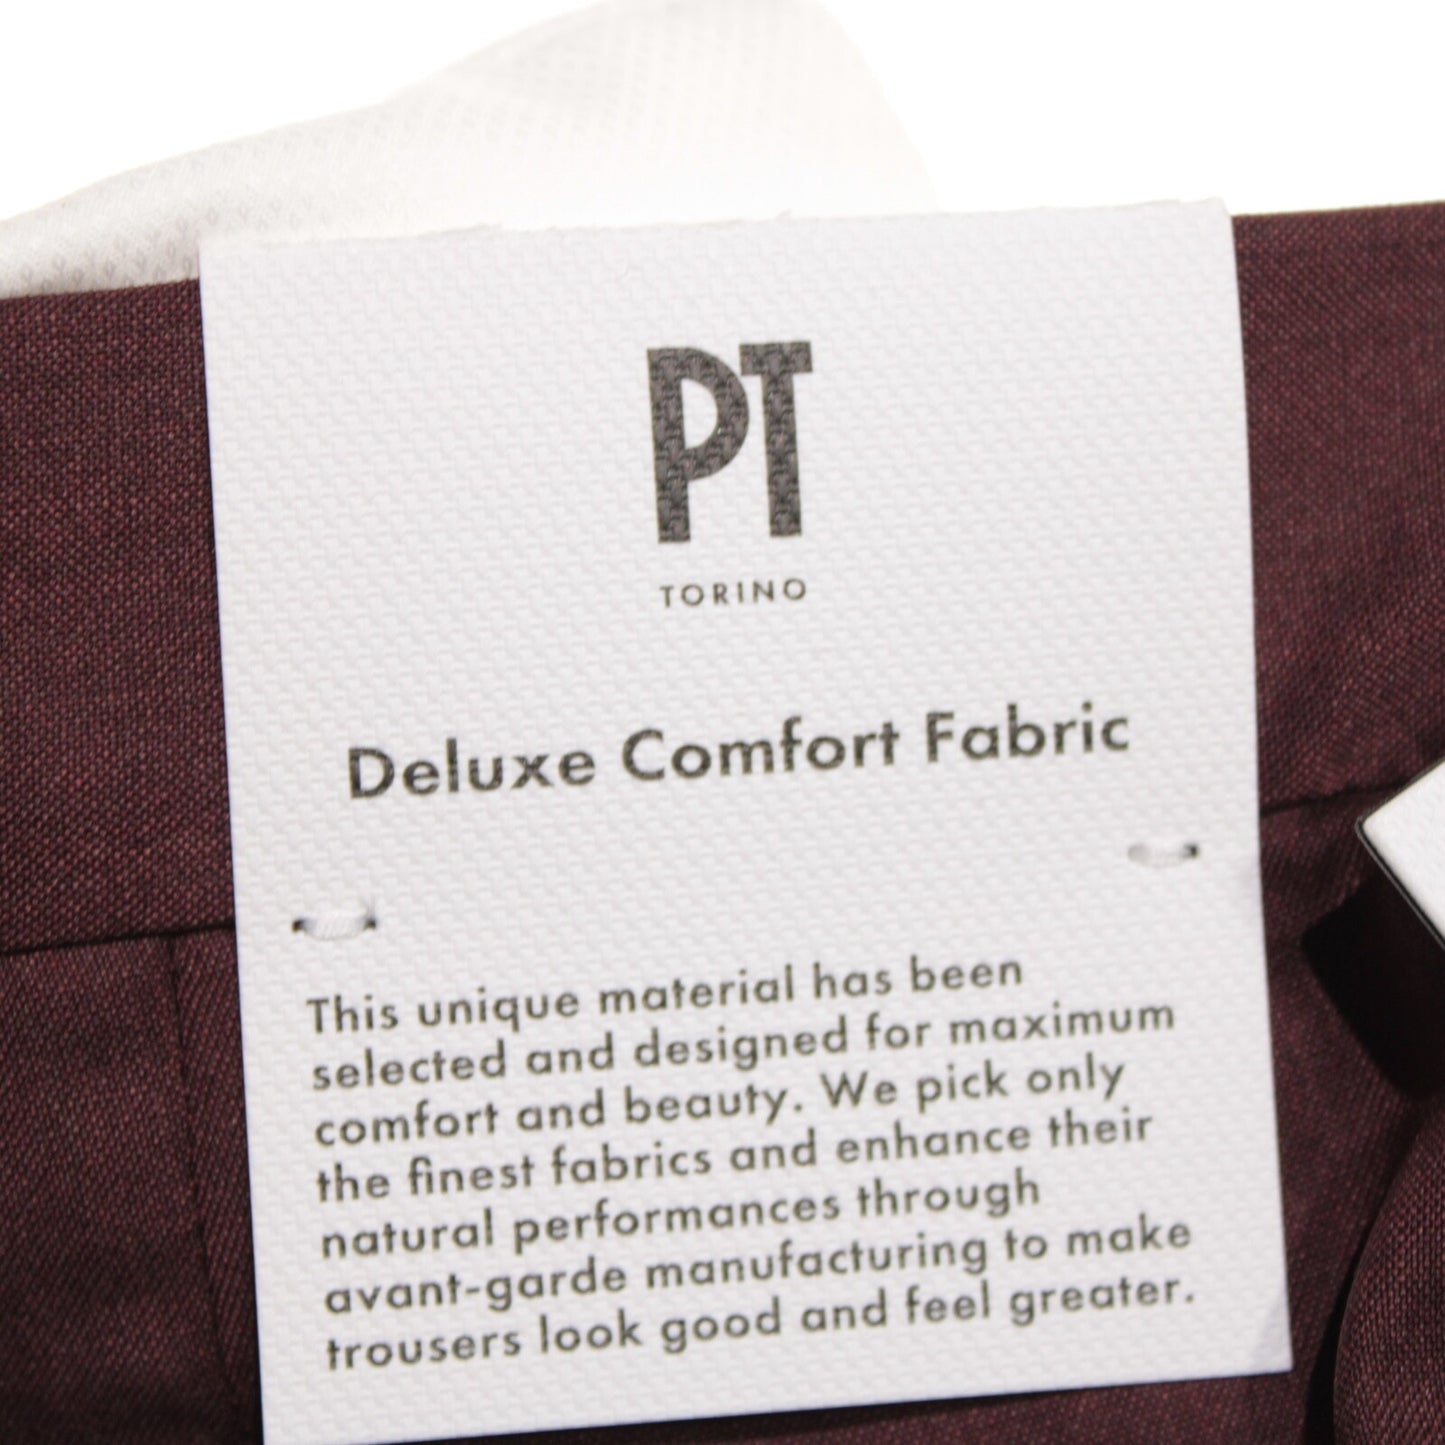 PT
TORINO
Deluxe Comfort Fabric
This unique material has been
selected and designed for maximum
comfort and beauty. We pick only
the finest fabrics and enhance their
natural performances through
avant-garde manufacturing to make
trousers look good and feel greater.